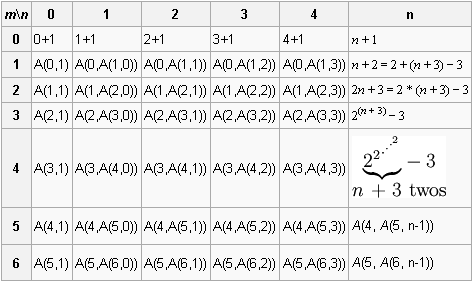 m\n 0 1 2 3 4 n
0 0+1 1+1 2+1 3+1 4+1 n + 1
1 A(0,1) A(0,A(1,0)) A(0,A(1,1)) A(0,A(1,2)) A(0,A(1,3)) n + 2 = 2 + (n + 3) − 3
2 A(1,1) A(1,A(2,0)) A(1,A(2,1)) A(1,A(2,2)) A(1,A(2,3)) 2n + 3 = 2 * (n + 3) − 3
3 A(2,1) A(2,A(3,0)) A(2,A(3,1)) A(2,A(3,2)) A(2,A(3,3)) 2^(n + 3) − 3
4 A(3,1) A(3,A(4,0)) A(3,A(4,1)) A(3,A(4,2)) A(3,A(4,3)) 2^2^⋰^2 − 3
n + 3 twos
5 A(4,1) A(4,A(5,0)) A(4,A(5,1)) A(4,A(5,2)) A(4,A(5,3)) A(4, A(5, n-1))
6 A(5,1) A(5,A(6,0)) A(5,A(6,1)) A(5,A(6,2)) A(5,A(6,3)) A(5, A(6, n-1))